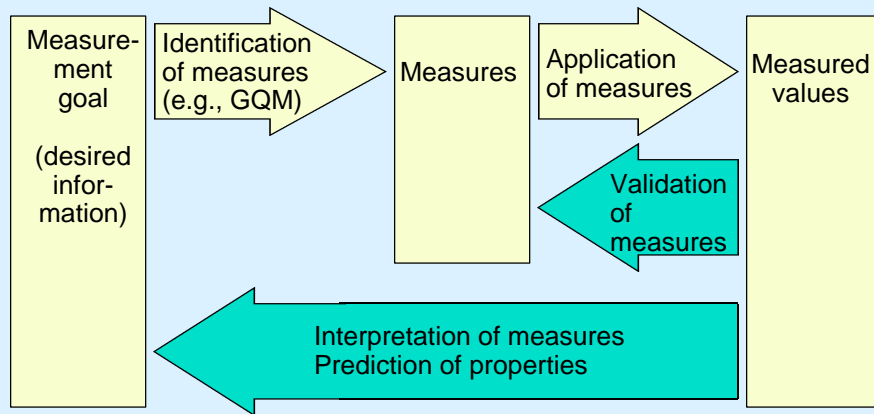 Measure-
ment
goal
(desired
infor-
mation)
Identification
of measures
(e.g., GQM)
Measures
Application
of measures
Measured
values
Validation
of
measures
Interpretation of measures
Prediction of properties